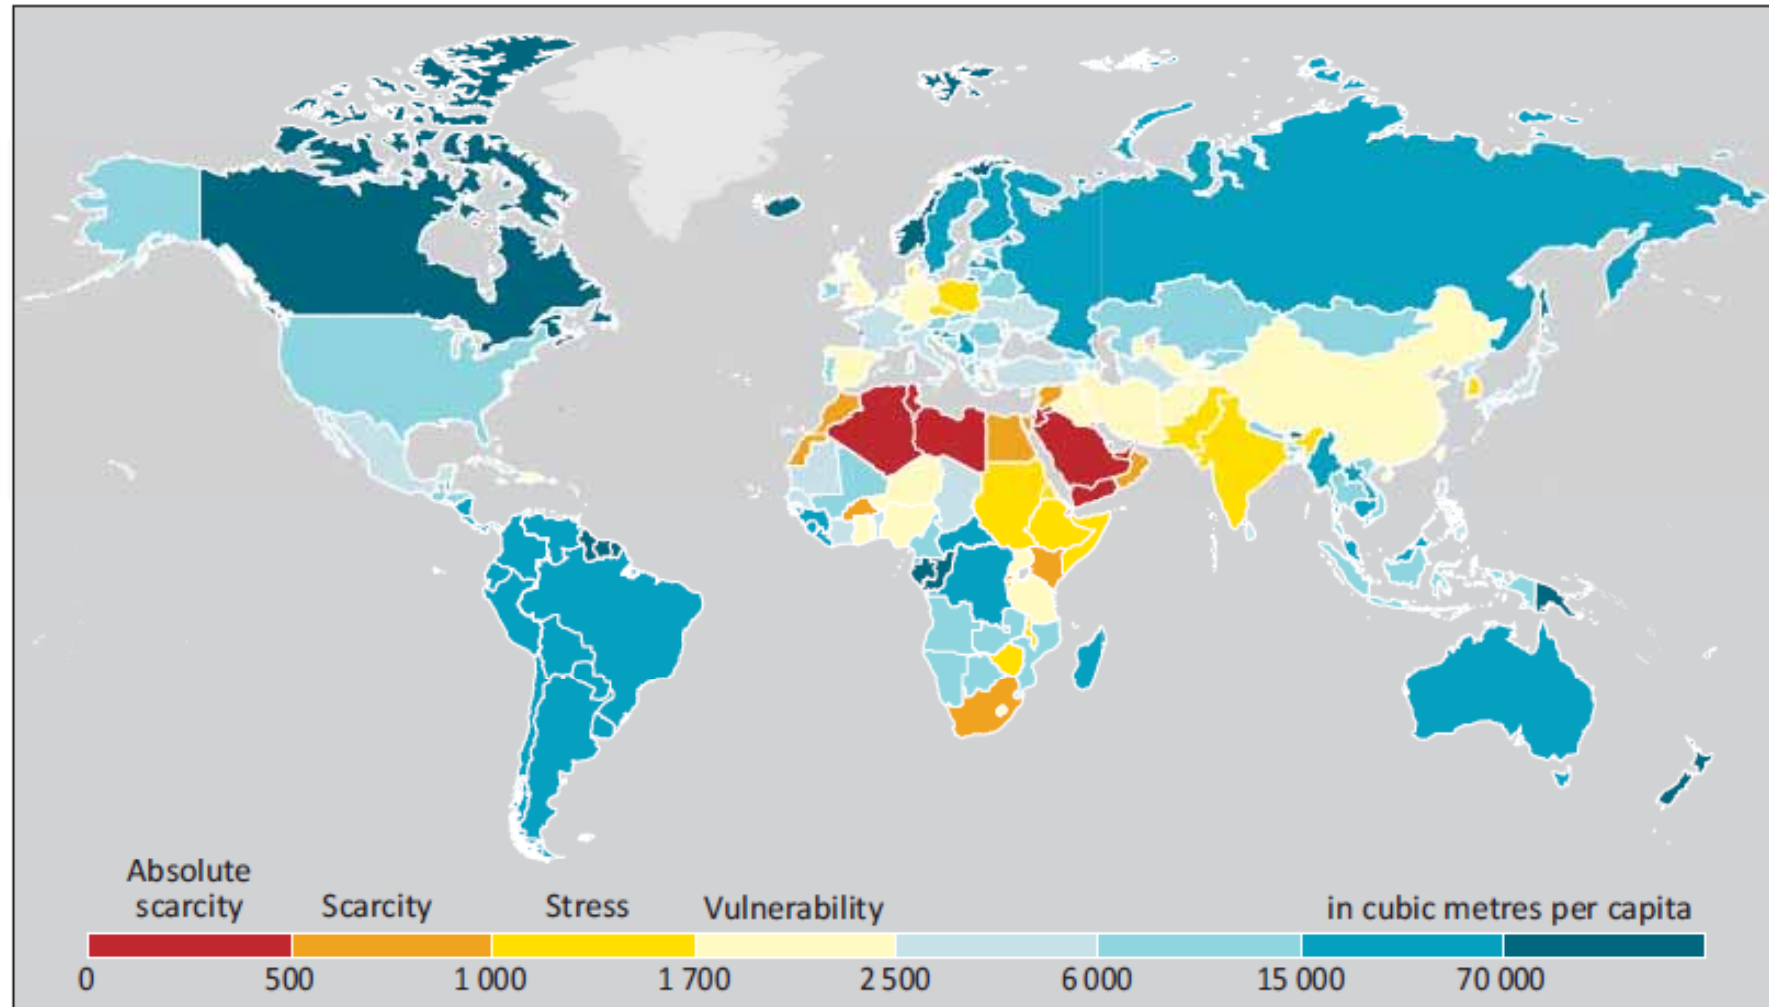 Absolute
scarcity
Scarcity
Stress
Vulnerability
in cubic metres per capita
0
500
1 000
1 700
2 500
6 000
15 000
70 000